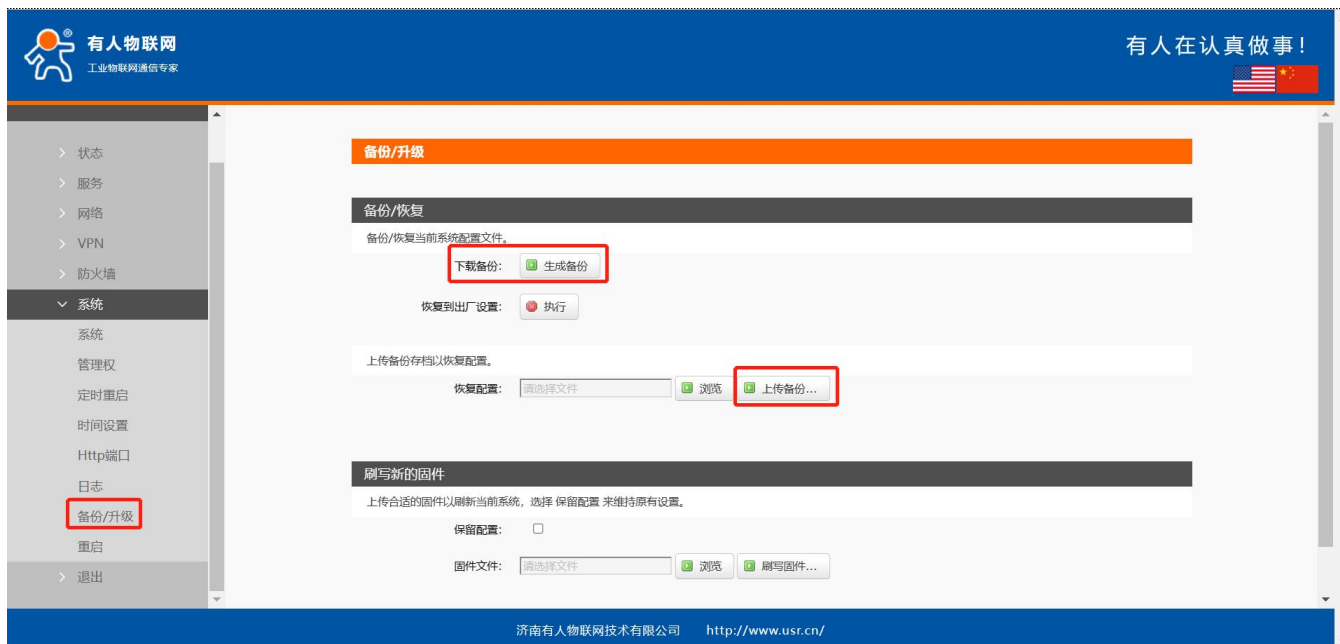 有人物联网
工业物联网通信专家
有人在认真做事!
状态
服务
网络
VPN
防火墙
系统
系统
管理权
定时重启
时间设置
Http端口
日志
备份/升级
重启
退出
备份/升级
备份/恢复
备份/恢复当前系统配置文件。
下载备份: 生成备份
恢复到出厂设置: 执行
上传备份存档以恢复配置。
恢复配置: 请选择文件 浏览 上传备份...
刷写新的固件
上传合适的固件以刷新当前系统，选择 保留配置 来维持原有设置。
保留配置:
固件文件: 请选择文件 浏览 刷写固件...
济南有人物联网技术有限公司 http://www.usr.cn/